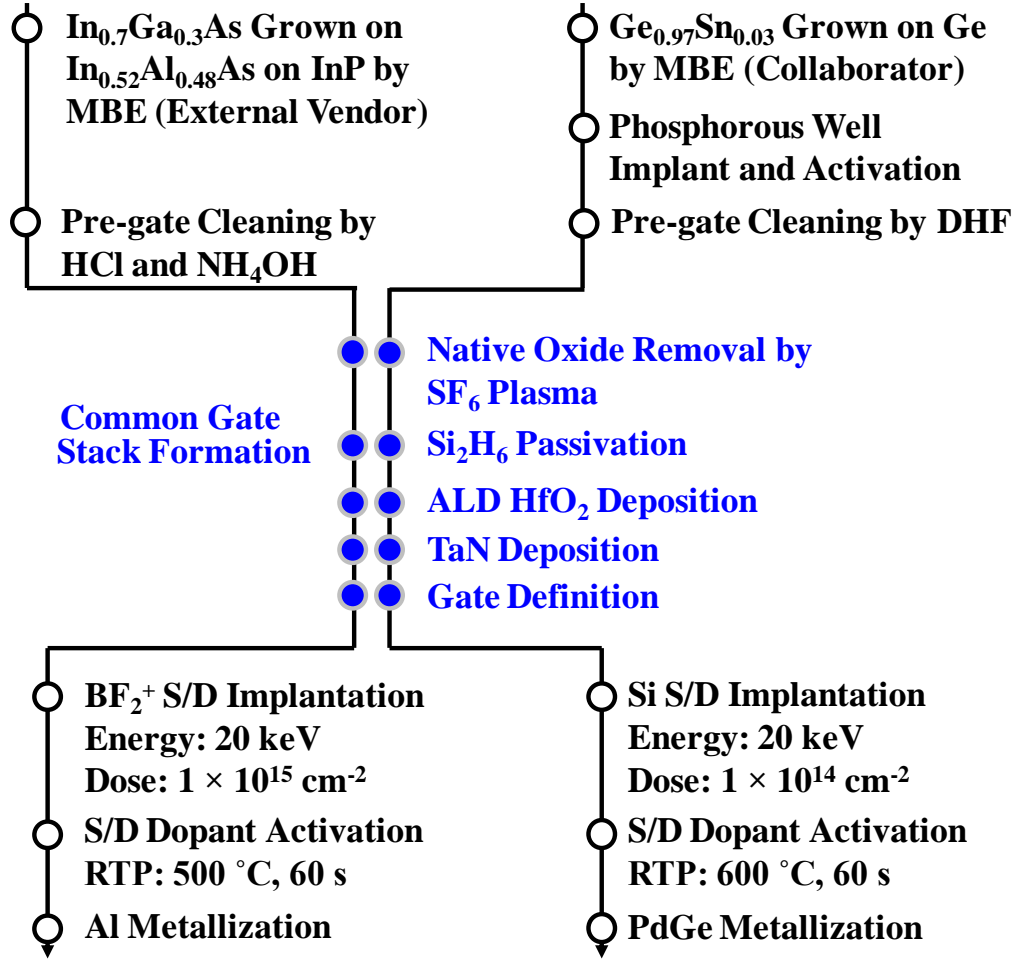 In₀.₇Ga₀.₃As Grown on
In₀.₅₂Al₀.₄₈As on InP by
MBE (External Vendor)
Pre-gate Cleaning by
HCl and NH₄OH
Ge₀.₉₇Sn₀.₀₃ Grown on Ge
by MBE (Collaborator)
Phosphorous Well
Implant and Activation
Pre-gate Cleaning by DHF
Common Gate
Stack Formation
Native Oxide Removal by
SF₆ Plasma
Si₂H₆ Passivation
ALD HfO₂ Deposition
TaN Deposition
Gate Definition
BF₂⁺ S/D Implantation
Energy: 20 keV
Dose: 1 × 10¹⁵ cm⁻²
S/D Dopant Activation
RTP: 500 ˚C, 60 s
Al Metallization
Si S/D Implantation
Energy: 20 keV
Dose: 1 × 10¹⁴ cm⁻²
S/D Dopant Activation
RTP: 600 ˚C, 60 s
PdGe Metallization